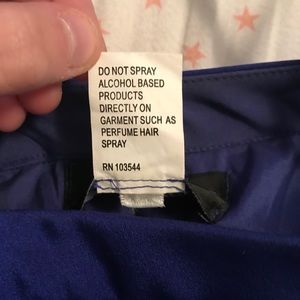 DO NOT SPRAY
ALCOHOL BASED
PRODUCTS
DIRECTLY ON
GARMENT SUCH AS
PERFUME HAIR
SPRAY
RN 103544